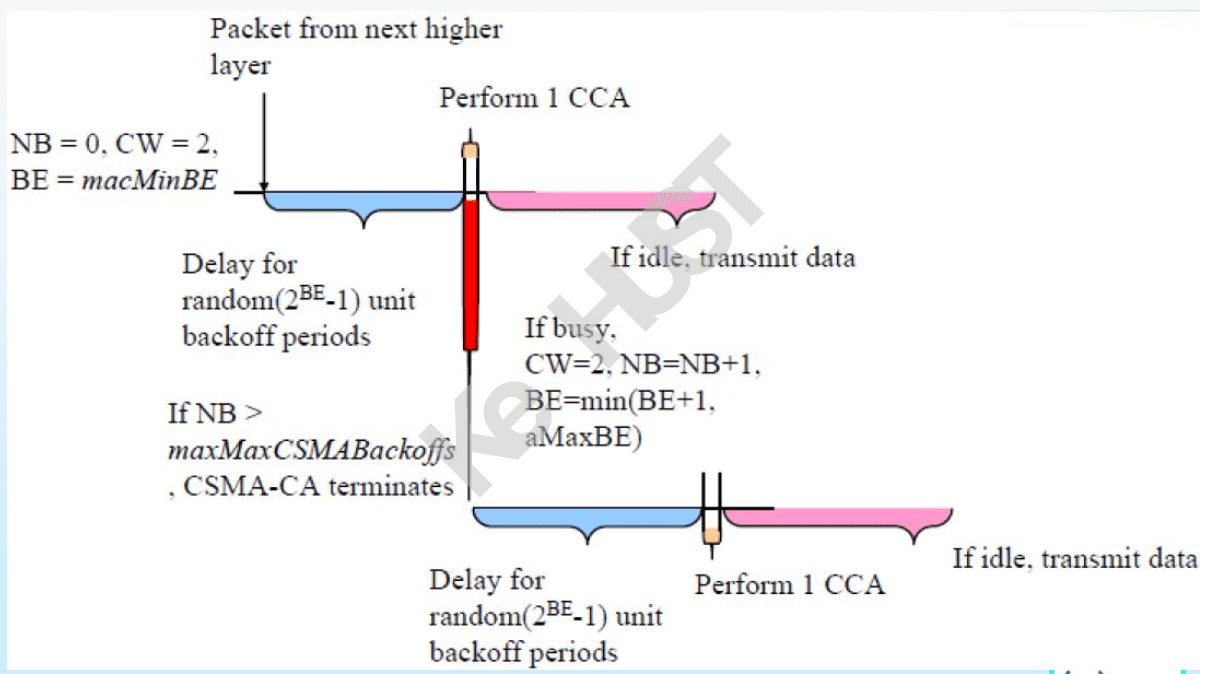 Packet from next higher
layer
Perform 1 CCA
NB = 0, CW = 2,
BE = macMinBE
Delay for
random(2^BE-1) unit
backoff periods
If idle, transmit data
If busy,
CW=2, NB=NB+1,
BE=min(BE+1,
aMaxBE)
If NB >
maxMaxCSMABackoffs
, CSMA-CA terminates
Delay for
random(2^BE-1) unit
backoff periods
Perform 1 CCA
If idle, transmit data
Ke HUST